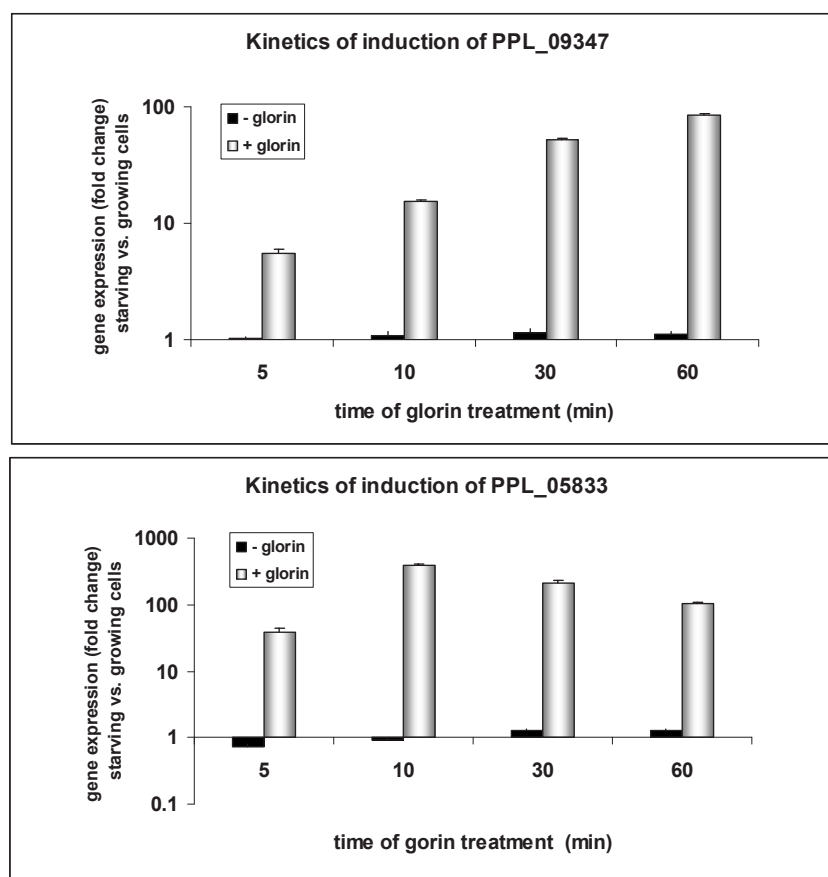 Kinetics of induction of PPL_09347
gene expression (fold change)
starving vs. growing cells
100
10
1
- glorin
+ glorin
5 10 30 60
time of glorin treatment (min)
Kinetics of induction of PPL_05833
gene expression (fold change)
starving vs. growing cells
1000
100
10
1
0.1
- glorin
+ glorin
5 10 30 60
time of gorin treatment (min)